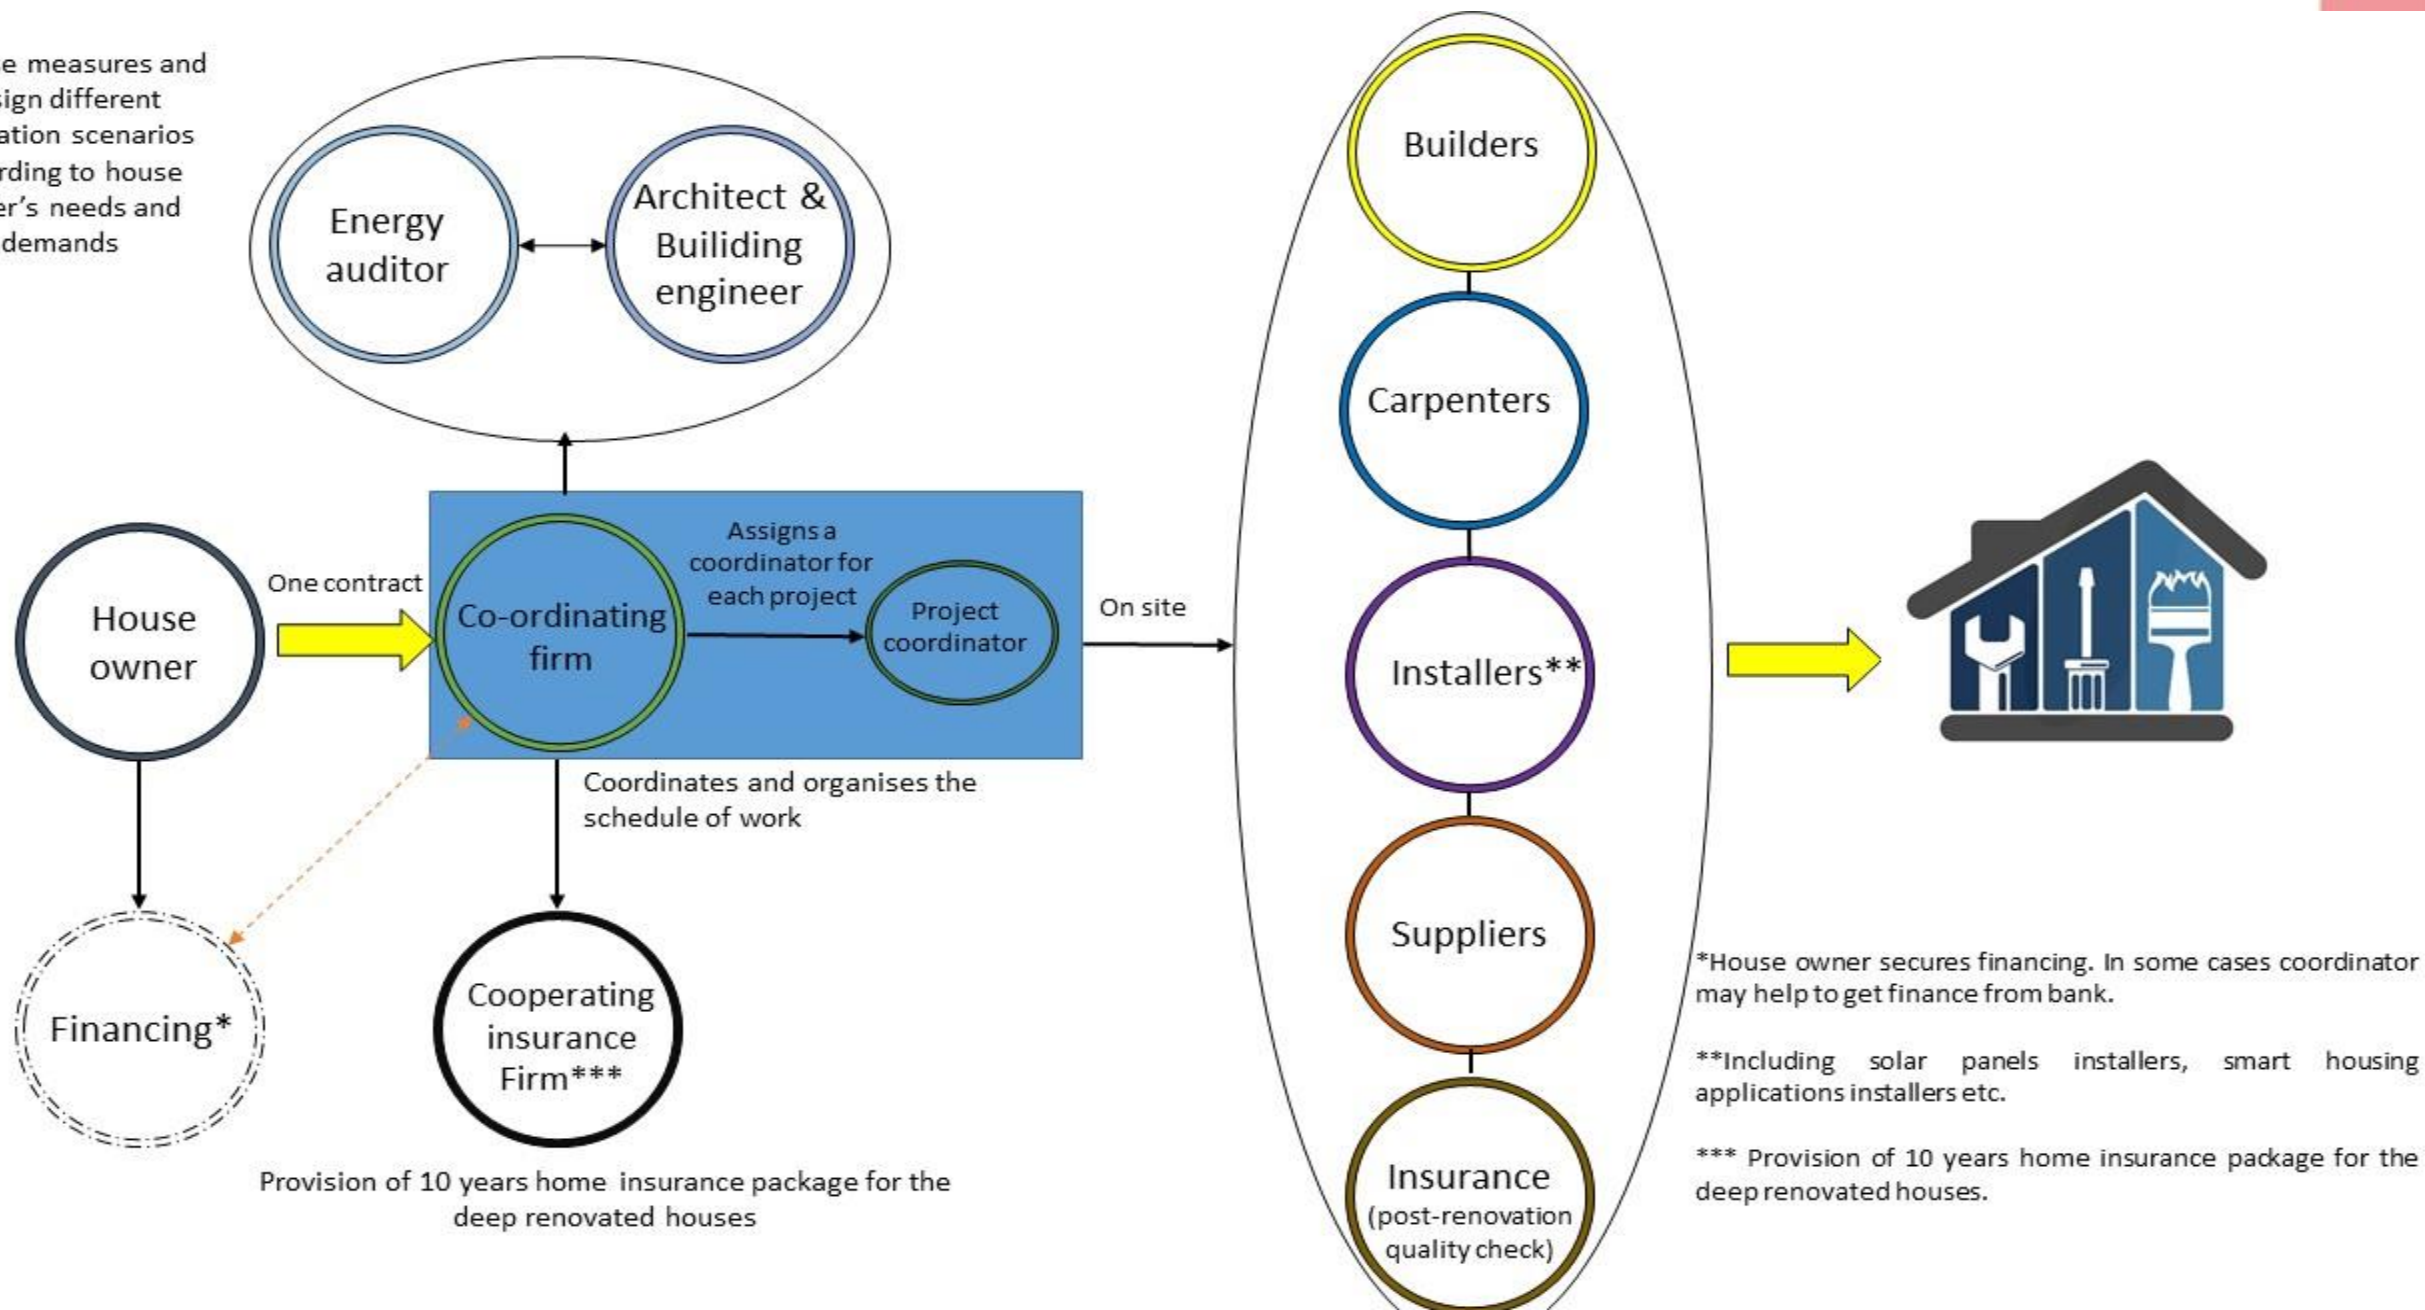 e measures and
sign different
ation scenarios
rding to house
er's needs and
demands
Energy
auditor
Architect &
Builiding
engineer
House
owner
One contract
Co-ordinating
firm
Assigns a
coordinator for
each project
Project
coordinator
On site
Coordinates and organises the
schedule of work
Financing*
Cooperating
insurance
Firm***
Provision of 10 years home insurance package for the
deep renovated houses
Builders
Carpenters
Installers**
Suppliers
Insurance
(post-renovation
quality check)
*House owner secures financing. In some cases coordinator
may help to get finance from bank.
**Including solar panels installers, smart housing
applications installers etc.
*** Provision of 10 years home insurance package for the
deep renovated houses.